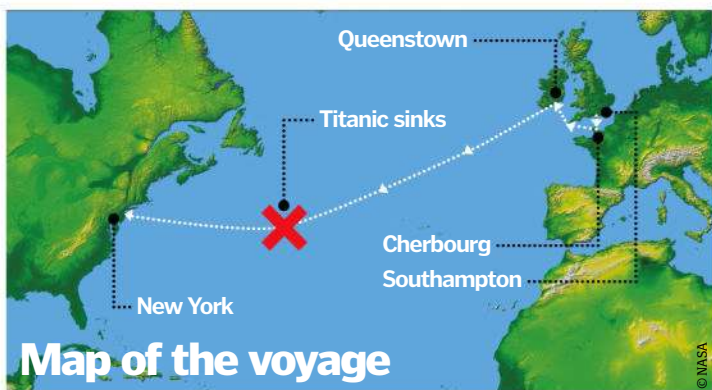 Queenstown
Titanic sinks
Cherbourg
Southampton
New York
Map of the voyage
© NASA